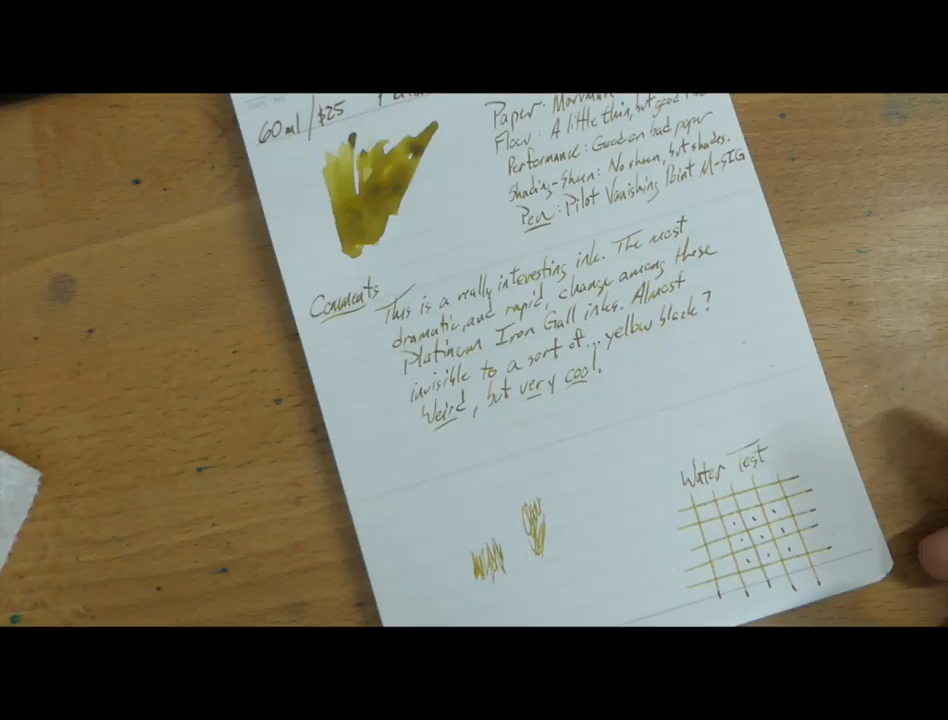 60ml/$25
Paper:
Flow: A little thin, but good
Performance: Good on bad paper
Shading-Sheen: No sheen, but shades.
Pen: Pilot Vanishing Point M-SIG
Comments
This is a really interesting ink. The most
dramatic, and rapid, change among these
Platinum Iron Gall inks. Almost
invisible to a sort of... yellow black?
Weird, but very cool.
Water Test